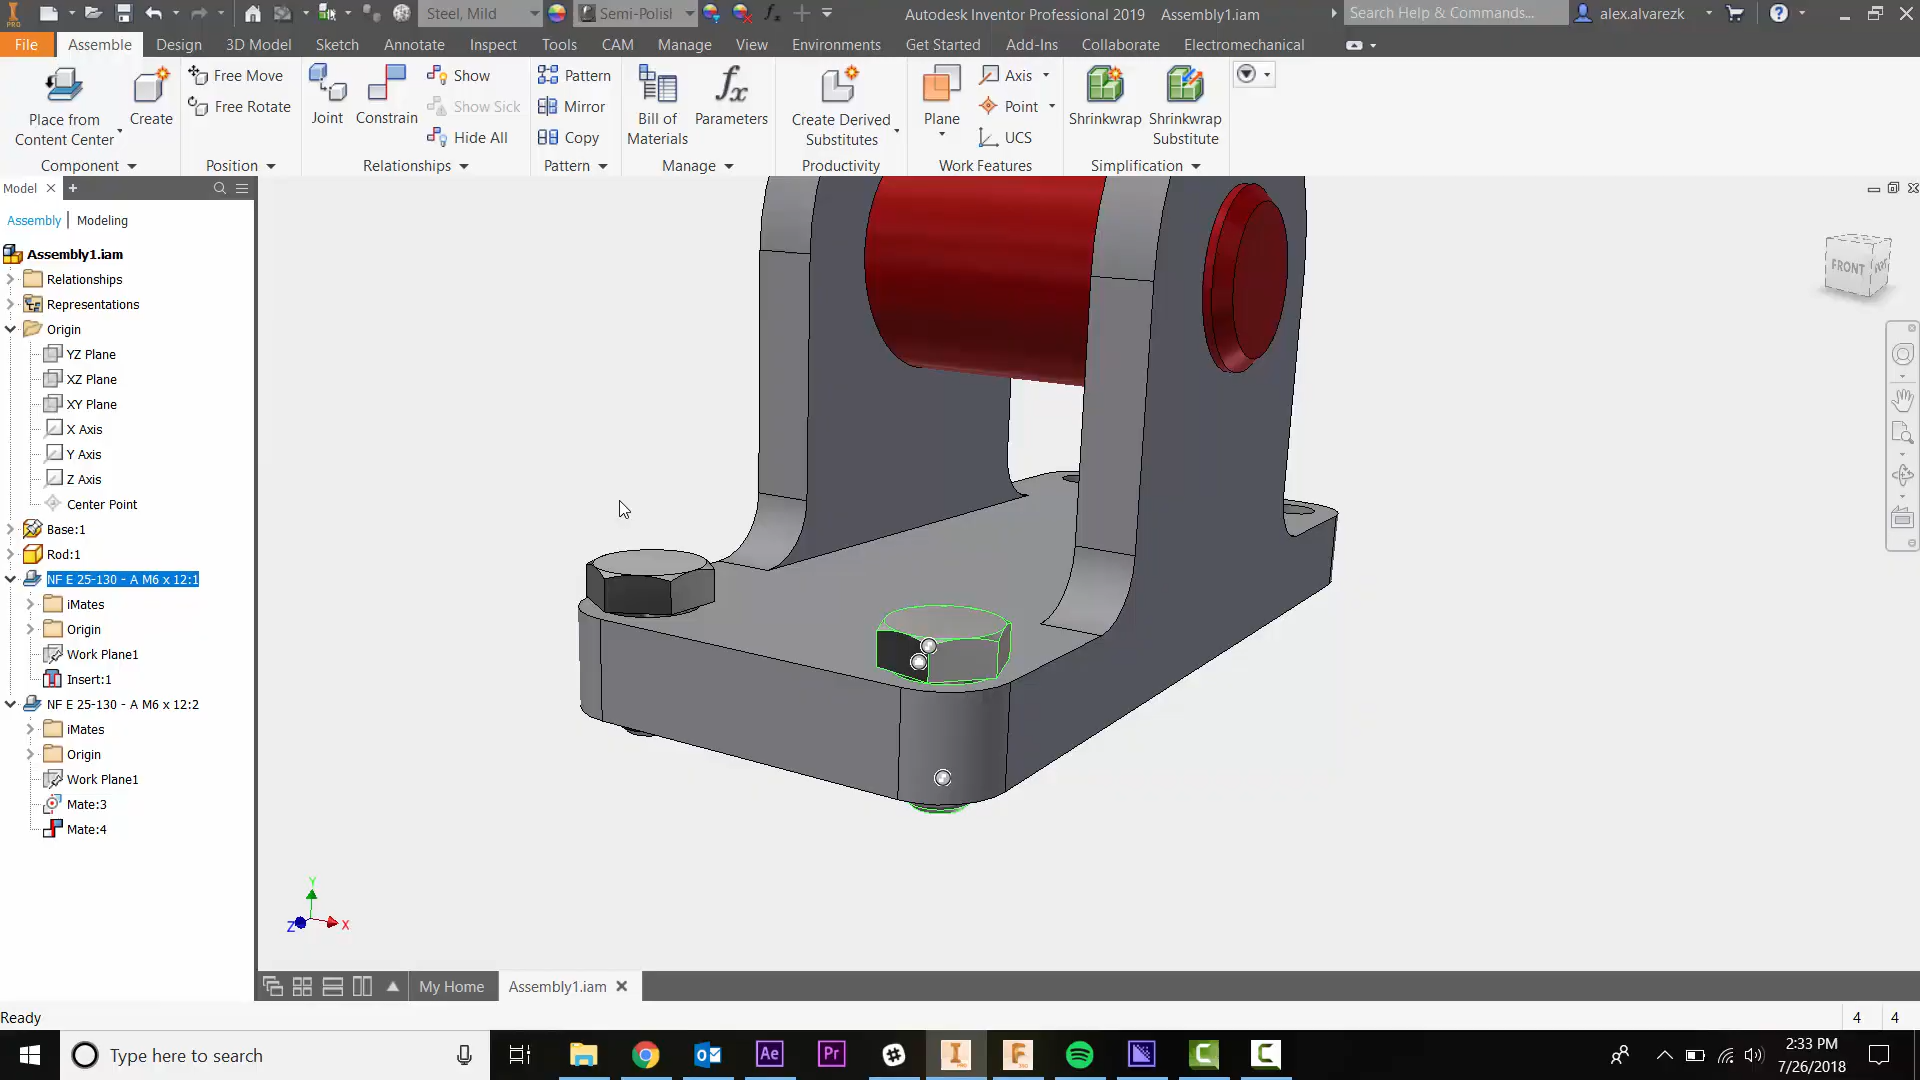 Steel, Mild
Semi-Polisl
Autodesk Inventor Professional 2019 Assembly1.iam
Search Help & Commands...
alex.alvarezk
File Assemble Design 3D Model Sketch Annotate Inspect Tools CAM Manage View Environments Get Started Add-Ins Collaborate Electromechanical
Place from
Content Center
Create
Free Move
Free Rotate
Joint
Constrain
Show
Show Sick
Hide All
Pattern
Mirror
Copy
Bill of
Materials
Parameters
Create Derived
Substitutes
Plane
Axis
Point
UCS
Shrinkwrap
Shrinkwrap
Substitute
Component Position Relationships Pattern Manage Productivity Work Features Simplification
Model
Assembly Modeling
Assembly1.iam
Relationships
Representations
Origin
YZ Plane
XZ Plane
XY Plane
X Axis
Y Axis
Z Axis
Center Point
Base:1
Rod:1
NF E 25-130 - A M6 x 12:1
iMates
Origin
Work Plane1
Insert:1
NF E 25-130 - A M6 x 12:2
iMates
Origin
Work Plane1
Mate:3
Mate:4
FRONT
Y
Z
X
My Home Assembly1.iam
Ready
4 4
Type here to search
Ae
Pr
2:33 PM
7/26/2018